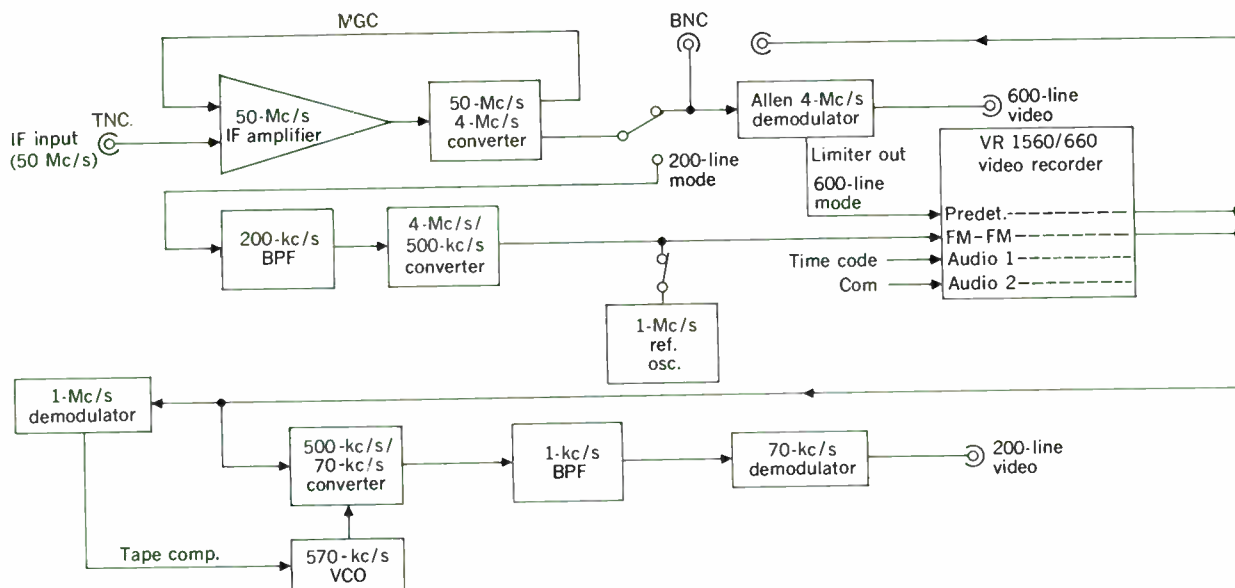 MGC
BNC
TNC.
IF input
(50 Mc/s)
50-Mc/s
IF amplifier
50-Mc/s
4-Mc/s
converter
Allen 4-Mc/s
demodulator
600-line
video
200-line
mode
Limiter out
600-line
mode
VR 1560/660
video recorder
Predet.
FM-FM
Audio 1
Audio 2
Time code
Com
200-kc/s
BPF
4-Mc/s/
500-kc/s
converter
1-Mc/s
ref.
osc.
1-Mc/s
demodulator
500-kc/s/
70-kc/s
converter
1-kc/s
BPF
70-kc/s
demodulator
200-line
video
Tape comp.
570-kc/s
VCO